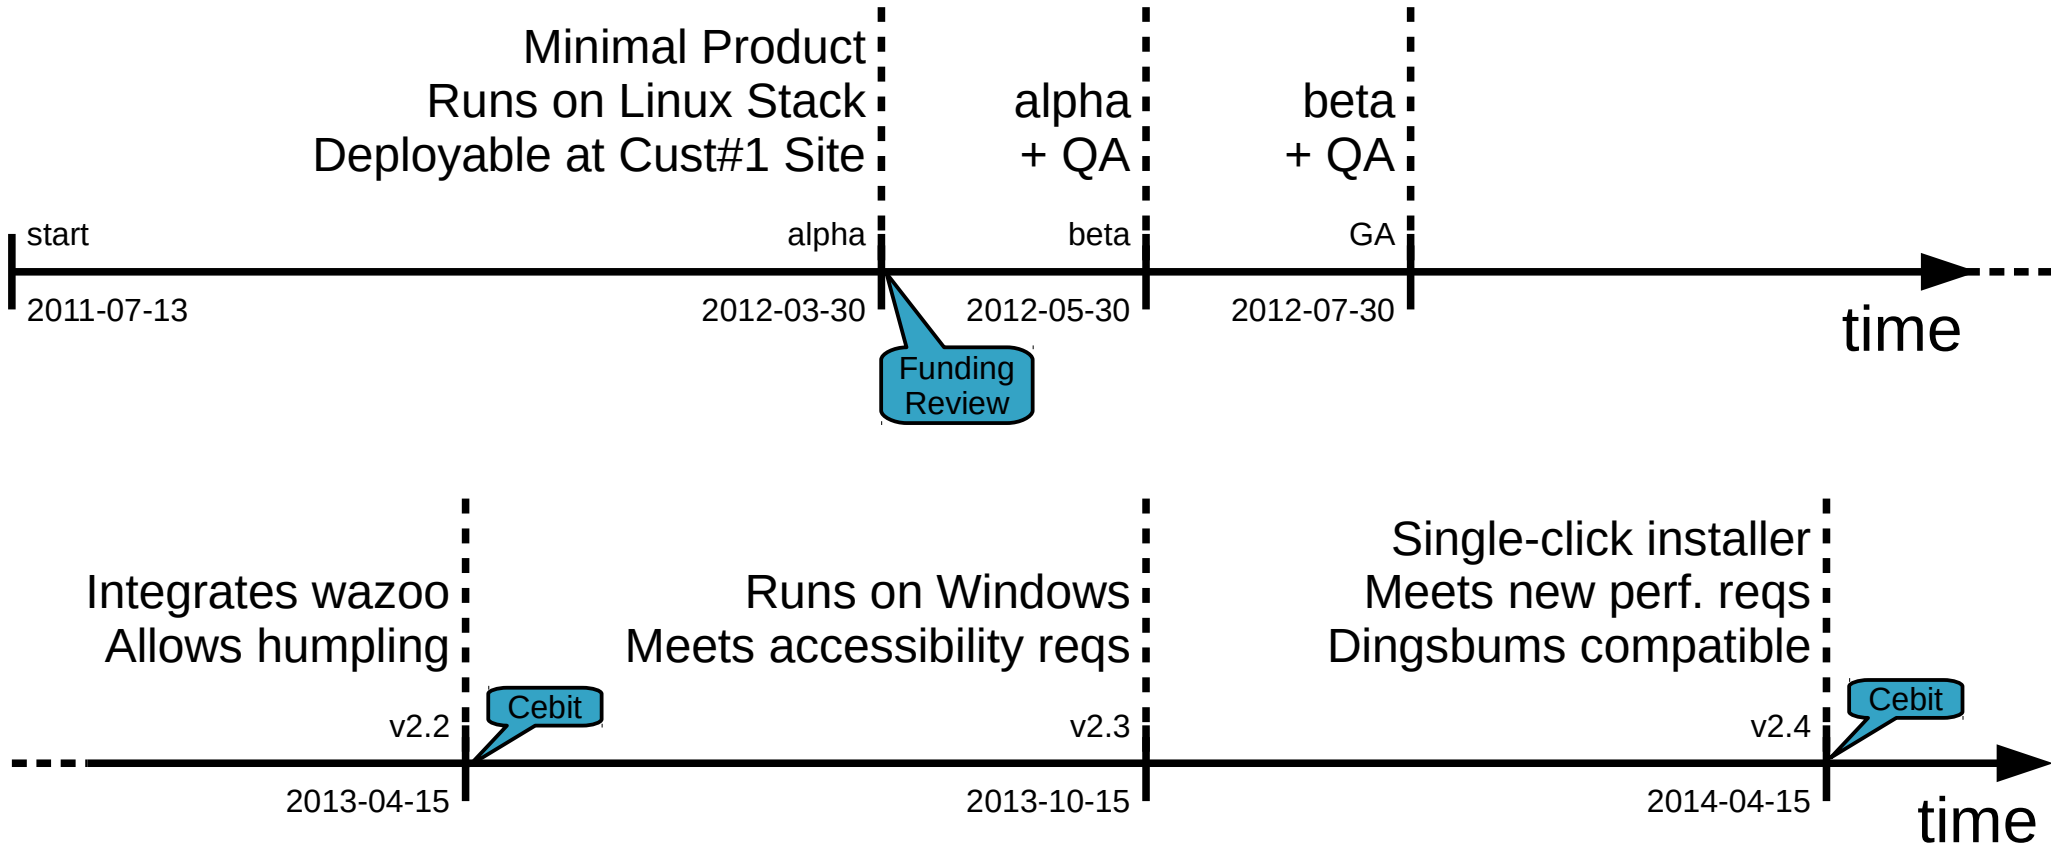 Minimal Product
Runs on Linux Stack
Deployable at Cust#1 Site
alpha
+ QA
beta
+ QA
start
alpha
beta
GA
2011-07-13
2012-03-30
2012-05-30
2012-07-30
time
Funding
Review
Integrates wazoo
Allows humpling
Runs on Windows
Meets accessibility reqs
Single-click installer
Meets new perf. reqs
Dingsbums compatible
v2.2
Cebit
v2.3
v2.4
Cebit
2013-04-15
2013-10-15
2014-04-15
time